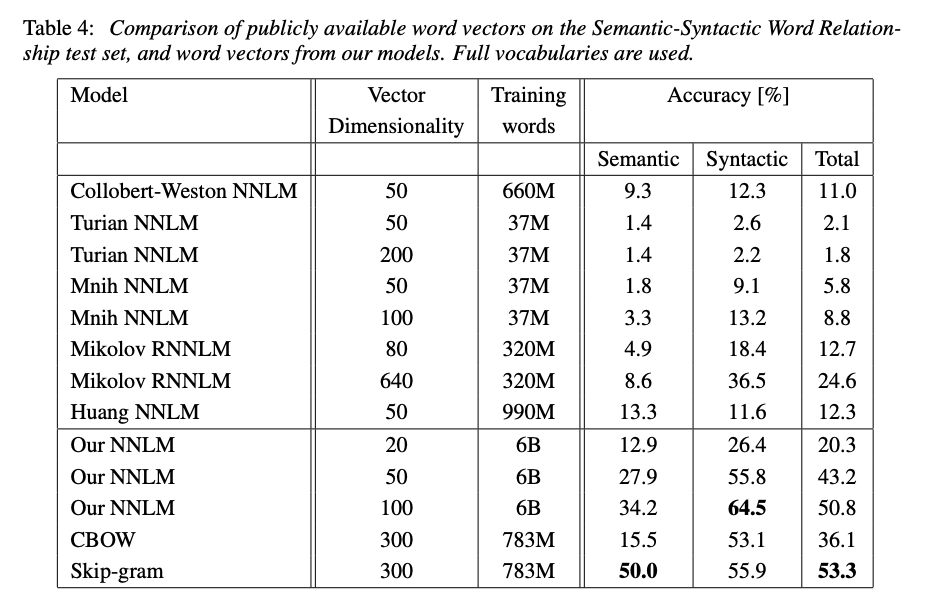 Table 4: Comparison of publicly available word vectors on the Semantic-Syntactic Word Relation-
ship test set, and word vectors from our models. Full vocabularies are used.
Model Vector Training Accuracy [%]
Dimensionality words
Semantic Syntactic Total
Collobert-Weston NNLM 50 660M 9.3 12.3 11.0
Turian NNLM 50 37M 1.4 2.6 2.1
Turian NNLM 200 37M 1.4 2.2 1.8
Mnih NNLM 50 37M 1.8 9.1 5.8
Mnih NNLM 100 37M 3.3 13.2 8.8
Mikolov RNNLM 80 320M 4.9 18.4 12.7
Mikolov RNNLM 640 320M 8.6 36.5 24.6
Huang NNLM 50 990M 13.3 11.6 12.3
Our NNLM 20 6B 12.9 26.4 20.3
Our NNLM 50 6B 27.9 55.8 43.2
Our NNLM 100 6B 34.2 64.5 50.8
CBOW 300 783M 15.5 53.1 36.1
Skip-gram 300 783M 50.0 55.9 53.3